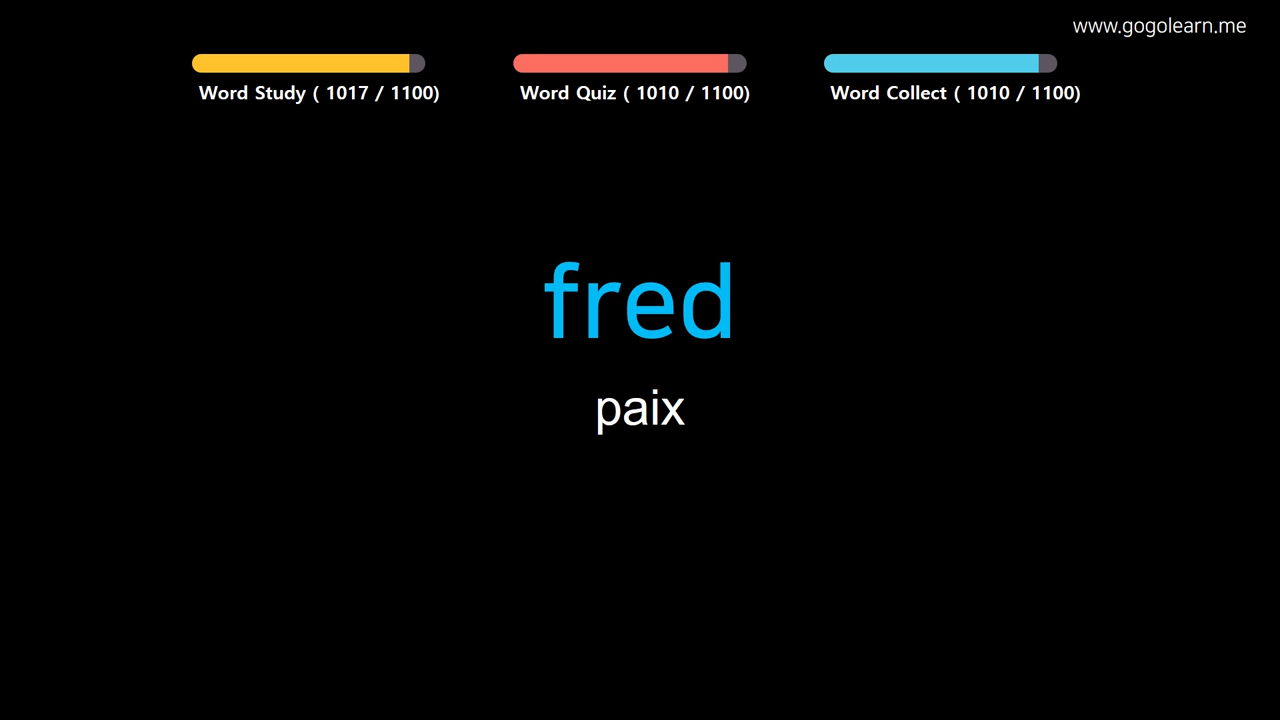 www.gogolearn.me
Word Study ( 1017 / 1100)
Word Quiz ( 1010 / 1100)
Word Collect ( 1010 / 1100)
fred
paix